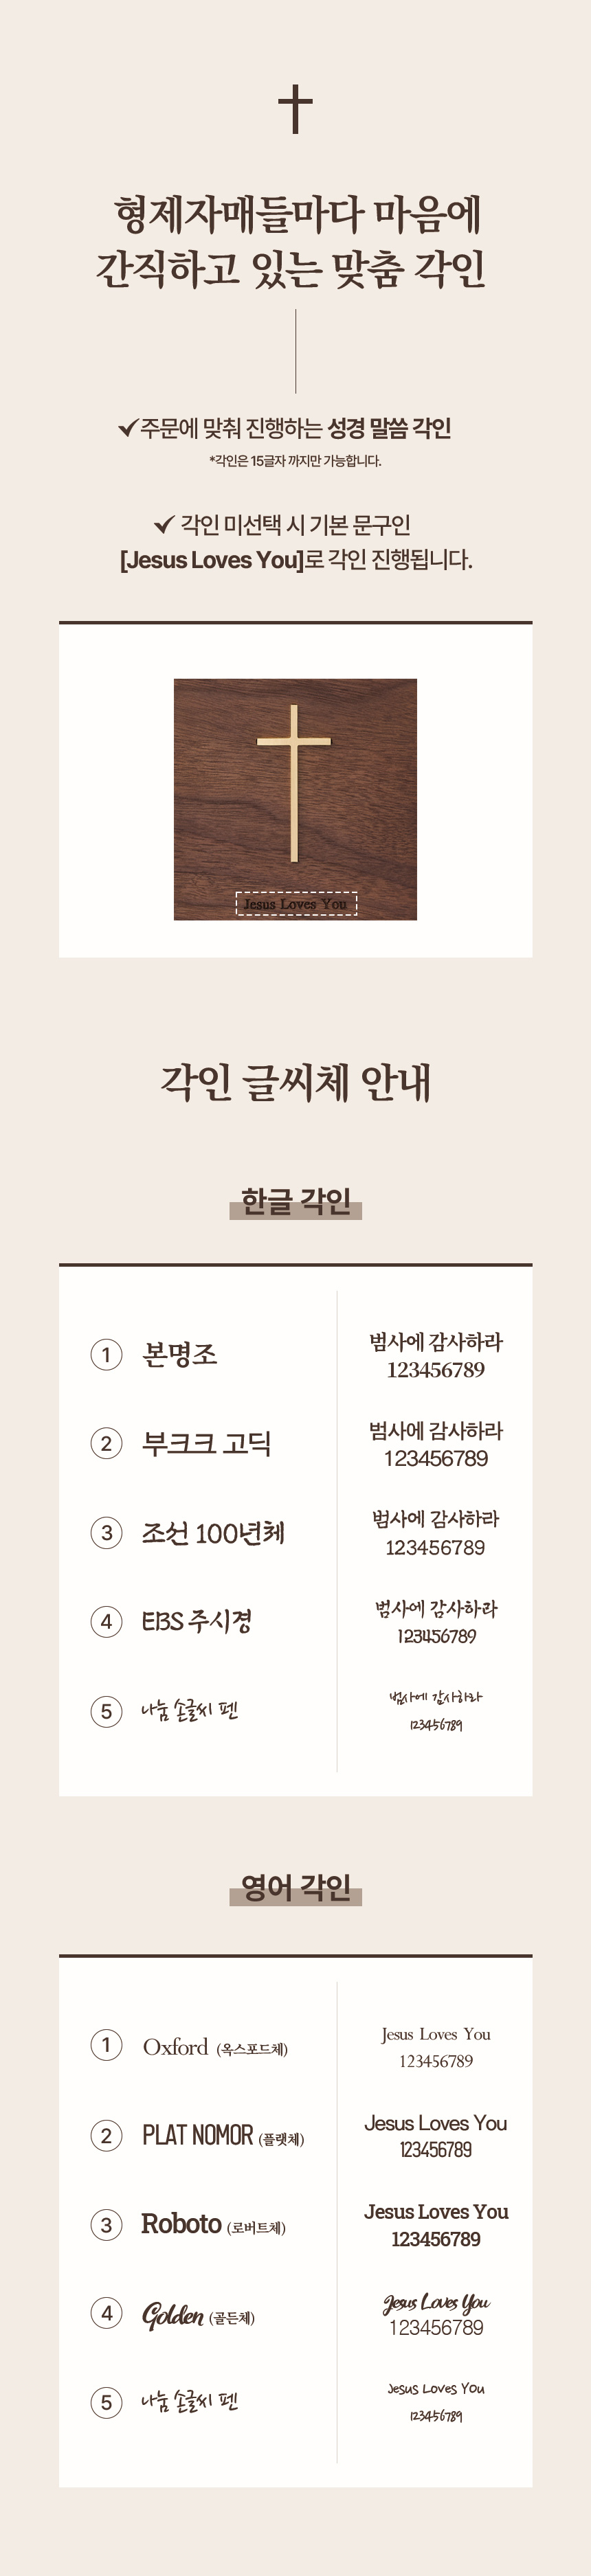 형제자매들마다 마음에
간직하고 있는 맞춤 각인
주문에 맞춰 진행하는 성경 말씀 각인
*각인은 15글자 까지만 가능합니다.
각인 미선택 시 기본 문구인
[Jesus Loves You]로 각인 진행됩니다.
Jesus Loves You
각인 글씨체 안내
한글 각인
1 본명조
범사에 감사하라
123456789
2 부크크 고딕
범사에 감사하라
123456789
3 조선 100년체
범사에 감사하라
123456789
4 EBS 주시경
범사에 감사하라
123456789
5 나눔 손글씨 펜
범사에 감사하라
123456789
영어 각인
1 Oxford (옥스포드체)
Jesus Loves You
123456789
2 PLAT NOMOR (플랫체)
Jesus Loves You
123456789
3 Roboto (로버트체)
Jesus Loves You
123456789
4 Golden (골든체)
Jesus Loves You
123456789
5 나눔 손글씨 펜
Jesus Loves You
123456789